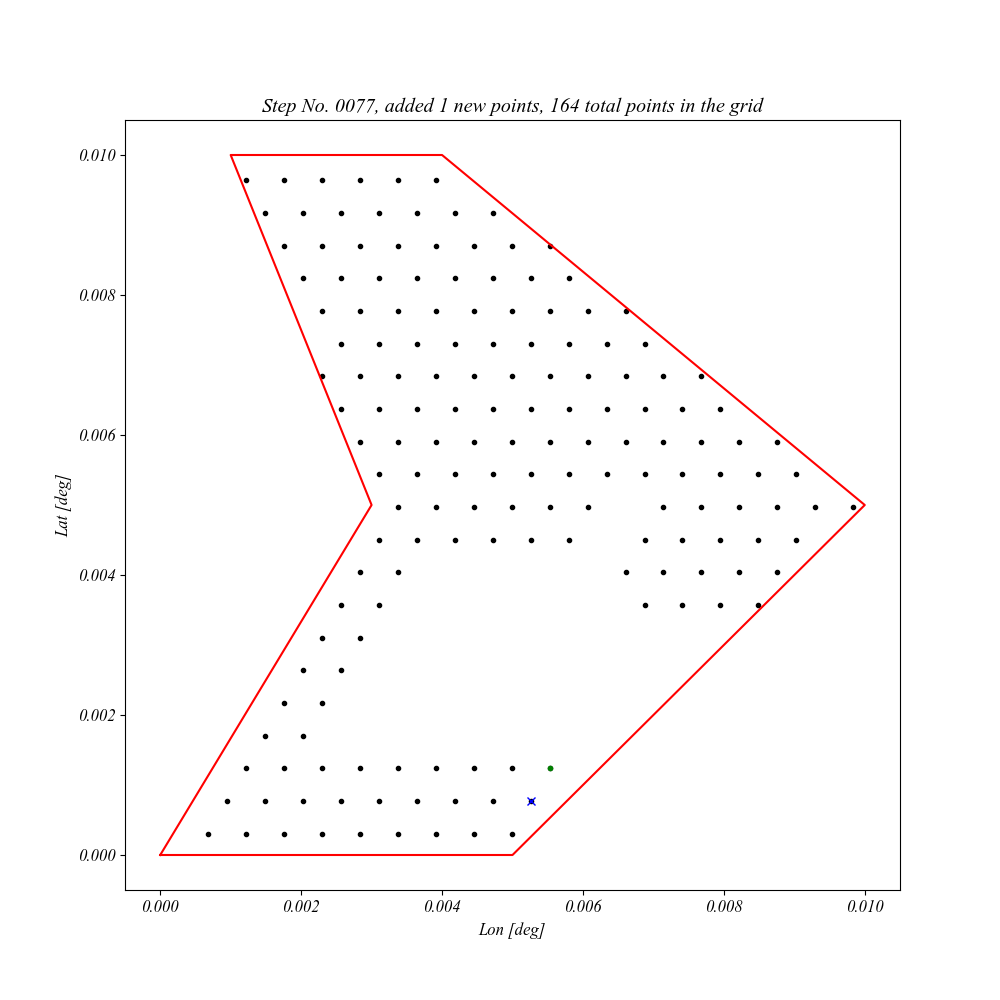 Step No. 0077, added 1 new points, 164 total points in the grid
0.010
0.008
0.006
0.004
0.002
0.000
Lat [deg]
0.000 0.002 0.004 0.006 0.008 0.010
Lon [deg]